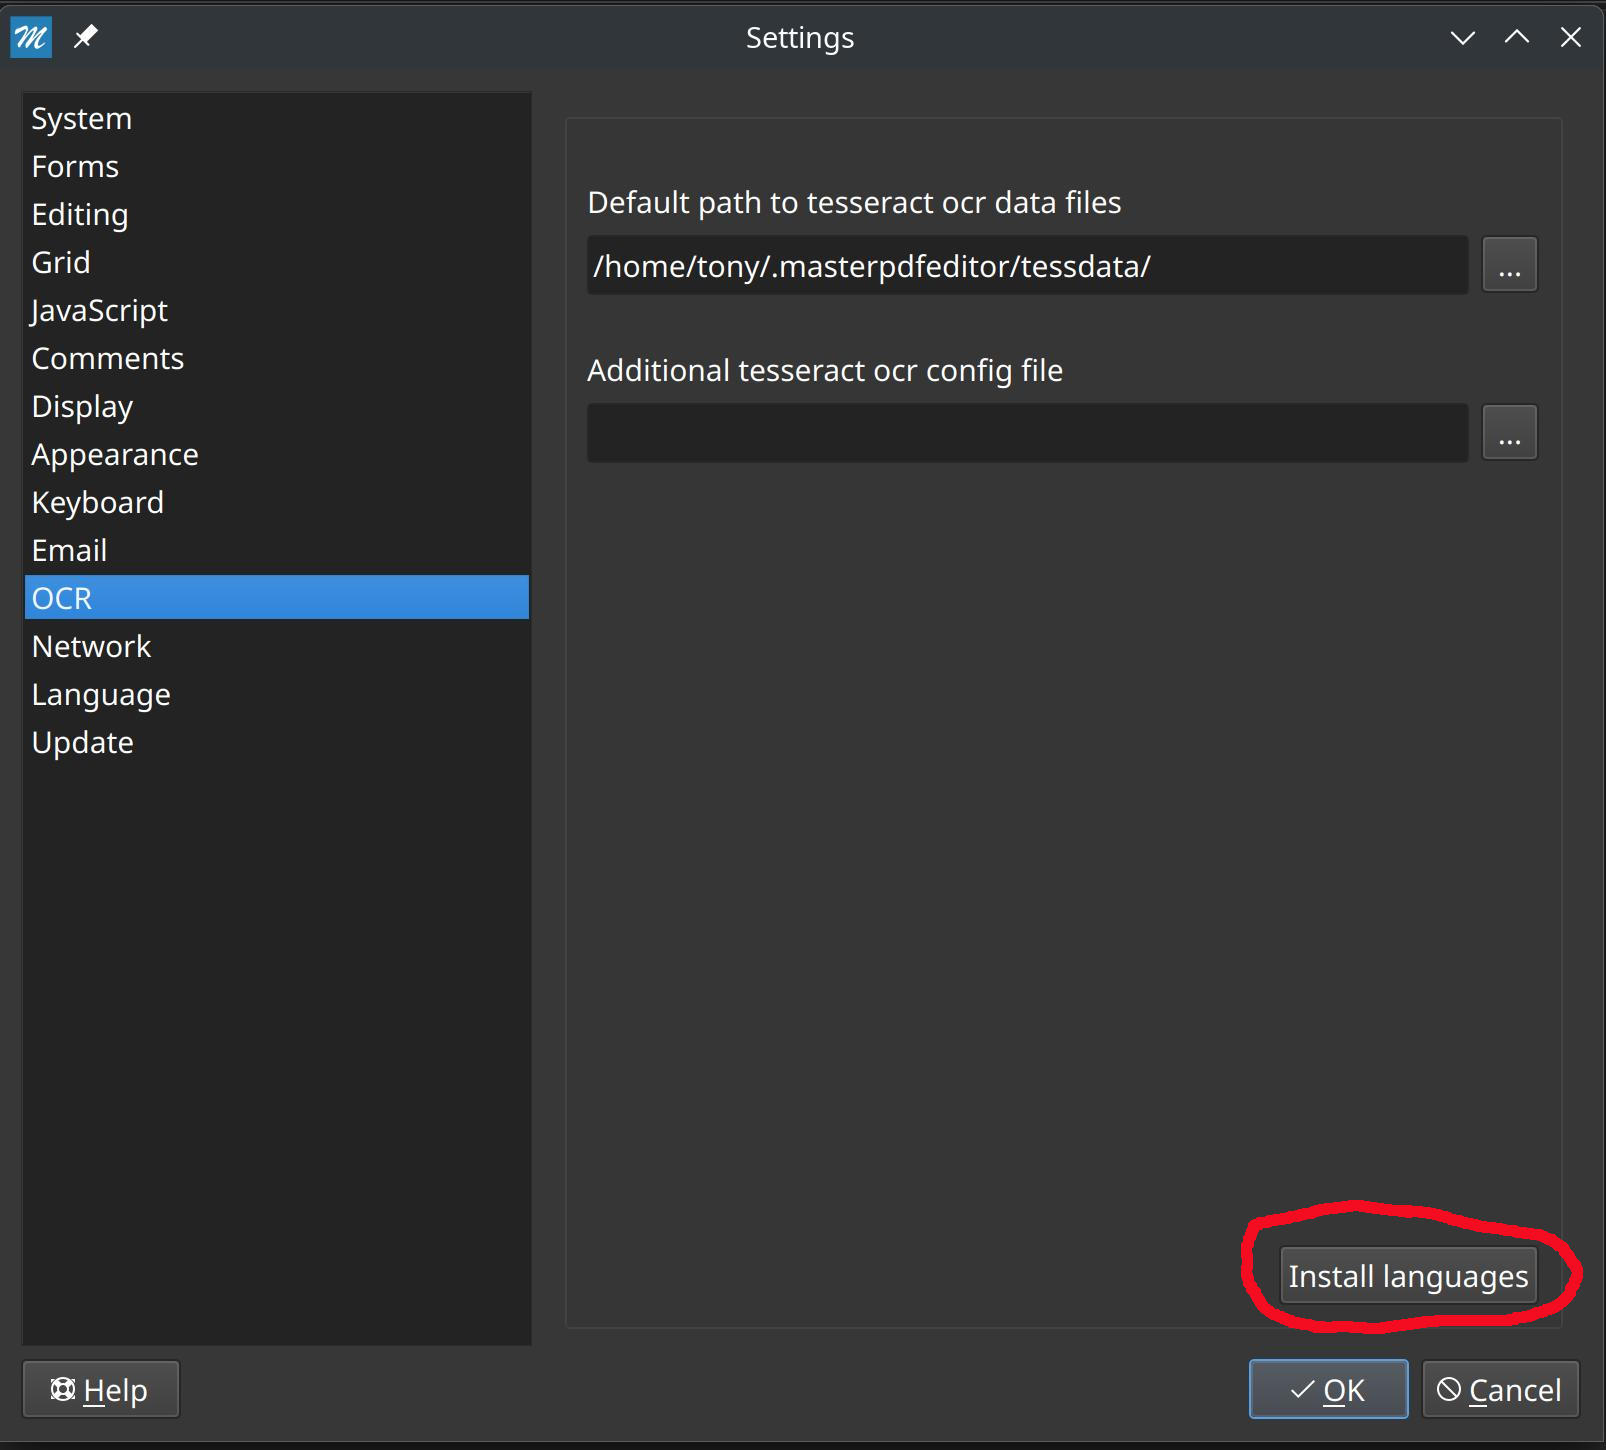 Settings
System
Forms
Editing
Grid
JavaScript
Comments
Display
Appearance
Keyboard
Email
OCR
Network
Language
Update
Default path to tesseract ocr data files
/home/tony/.masterpdfeditor/tessdata/
...
Additional tesseract ocr config file
...
Install languages
Help
OK
Cancel